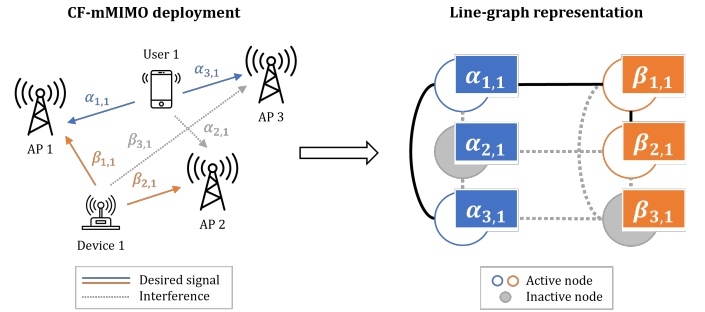 CF-mMIMO deployment
User 1
α3,1
α1,1
AP 1
β3,1
α2,1
AP 3
β1,1
β2,1
AP 2
Device 1
Desired signal
Interference
Line-graph representation
α1,1
β1,1
α2,1
β2,1
α3,1
β3,1
Active node
Inactive node